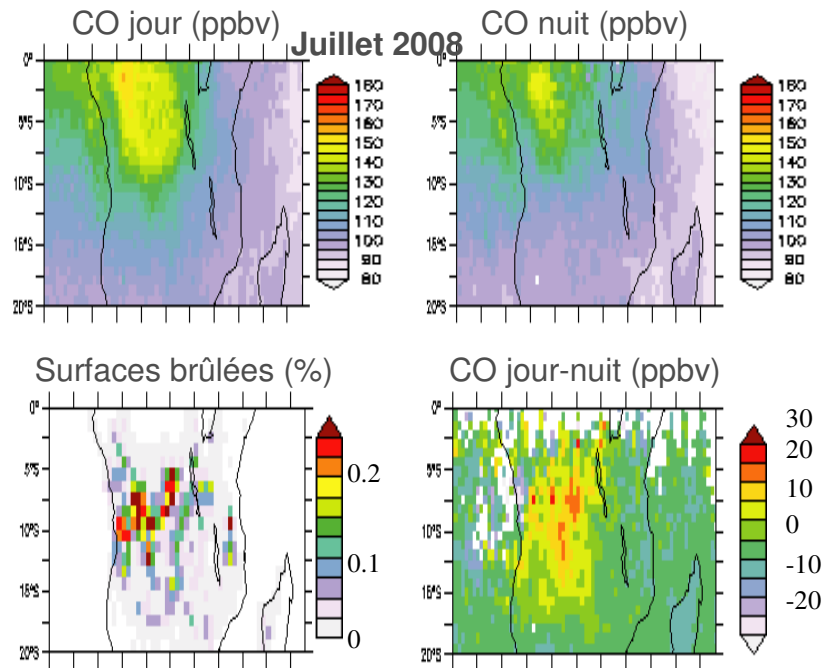 CO jour (ppbv)
Juillet 2008
CO nuit (ppbv)
0°
5°S
10°S
15°S
20°S
180
170
160
150
140
130
120
110
100
90
80
0°
5°S
10°S
15°S
20°S
180
170
160
150
140
130
120
110
100
90
80
Surfaces brûlées (%)
CO jour-nuit (ppbv)
0°
5°S
10°S
15°S
20°S
0.2
0.1
0
0°
5°S
10°S
15°S
20°S
30
20
10
0
-10
-20